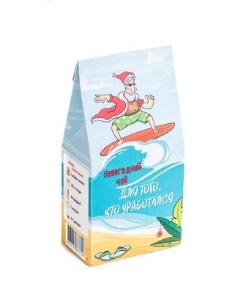 Новогодний
чай
Для того,
кто уработался